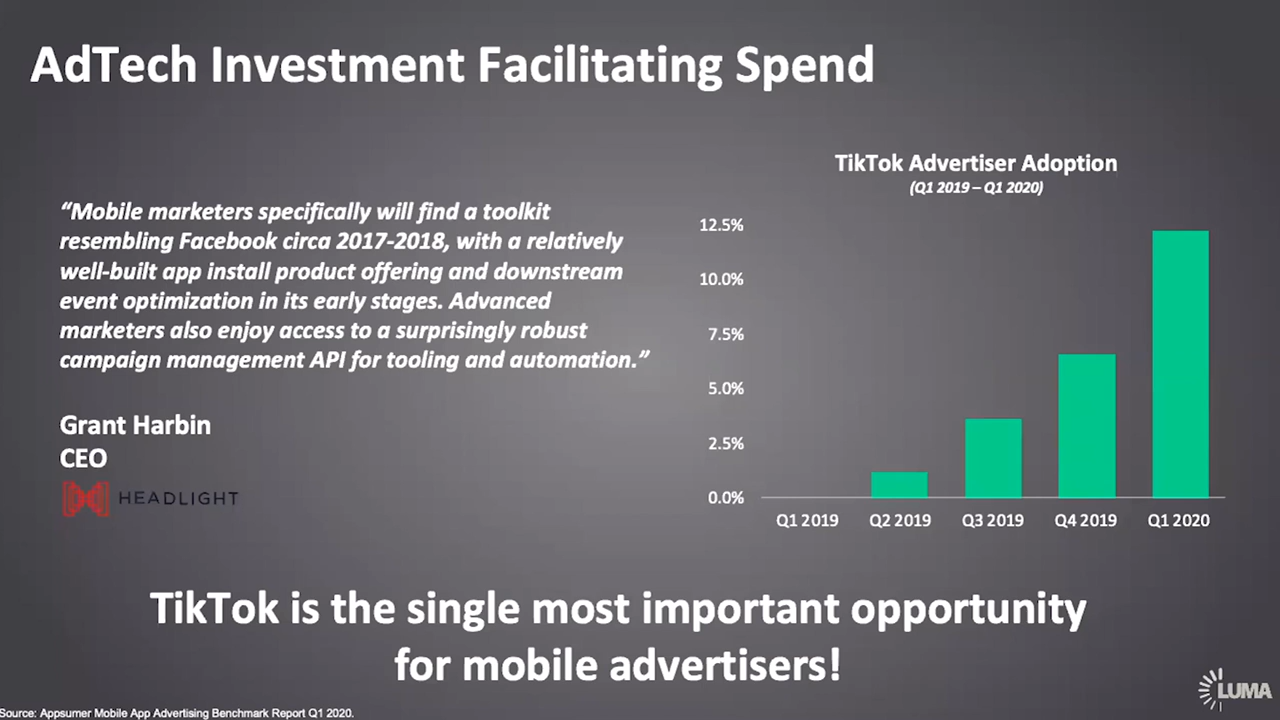 AdTech Investment Facilitating Spend
“Mobile marketers specifically will find a toolkit
resembling Facebook circa 2017-2018, with a relatively
well-built app install product offering and downstream
event optimization in its early stages. Advanced
marketers also enjoy access to a surprisingly robust
campaign management API for tooling and automation.”
Grant Harbin
CEO
HEADLIGHT
TikTok Advertiser Adoption
(Q1 2019 – Q1 2020)
12.5%
10.0%
7.5%
5.0%
2.5%
0.0%
Q1 2019 Q2 2019 Q3 2019 Q4 2019 Q1 2020
TikTok is the single most important opportunity
for mobile advertisers!
LUMA
Source: Appsumer Mobile App Advertising Benchmark Report Q1 2020.